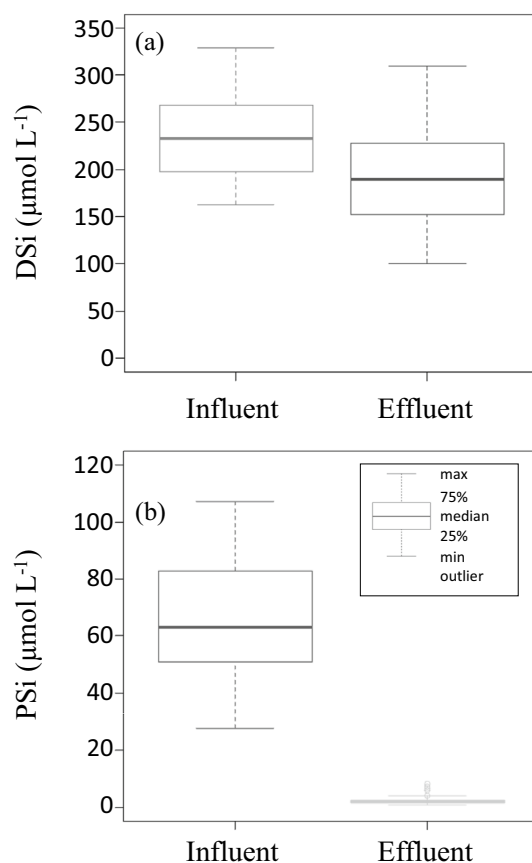 (a)
DSi (µmol L⁻¹)
350
300
250
200
150
100
50
0
Influent Effluent
(b)
PSi (µmol L⁻¹)
120
100
80
60
40
20
0
max
75%
median
25%
min
outlier
Influent Effluent